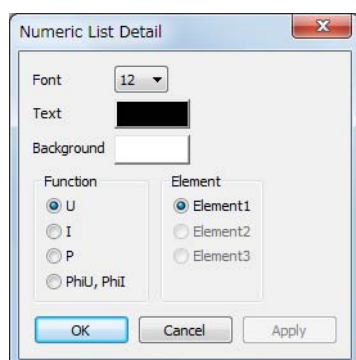 Numeric List Detail
Font 12
Text
Background
Function Element
U Element1
I Element2
P Element3
PhiU, PhiI
OK Cancel Apply